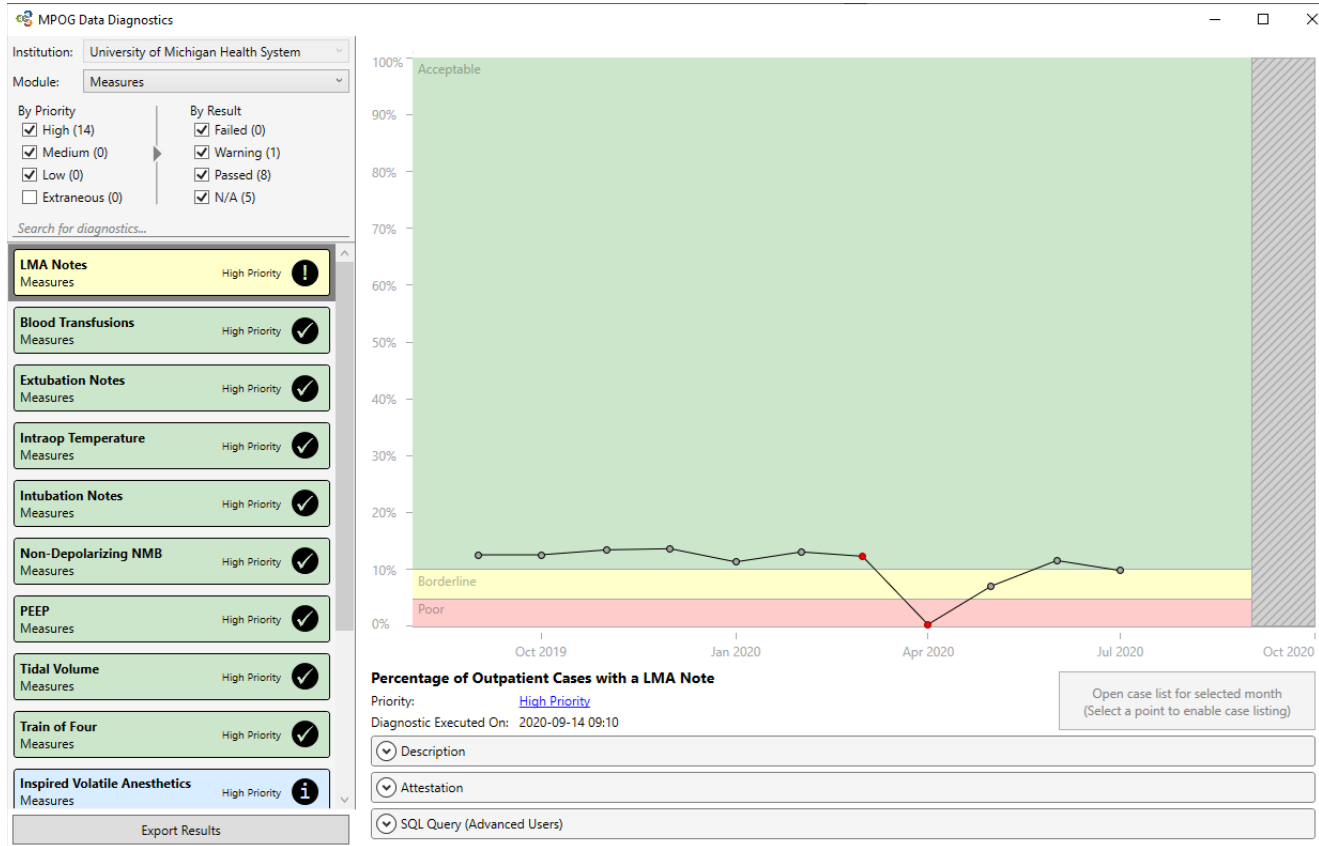 MPOG Data Diagnostics
Institution: University of Michigan Health System
Module: Measures
By Priority
High (14)
Medium (0)
Low (0)
Extraneous (0)
By Result
Failed (0)
Warning (1)
Passed (8)
N/A (5)
Search for diagnostics...
LMA Notes
Measures
High Priority
Blood Transfusions
Measures
High Priority
Extubation Notes
Measures
High Priority
Intraop Temperature
Measures
High Priority
Intubation Notes
Measures
High Priority
Non-Depolarizing NMB
Measures
High Priority
PEEP
Measures
High Priority
Tidal Volume
Measures
High Priority
Train of Four
Measures
High Priority
Inspired Volatile Anesthetics
Measures
High Priority
Export Results
100%
90%
80%
70%
60%
50%
40%
30%
20%
10%
0%
Acceptable
Borderline
Poor
Oct 2019 Jan 2020 Apr 2020 Jul 2020 Oct 2020
Percentage of Outpatient Cases with a LMA Note
Priority: High Priority
Diagnostic Executed On: 2020-09-14 09:10
Open case list for selected month
(Select a point to enable case listing)
Description
Attestation
SQL Query (Advanced Users)